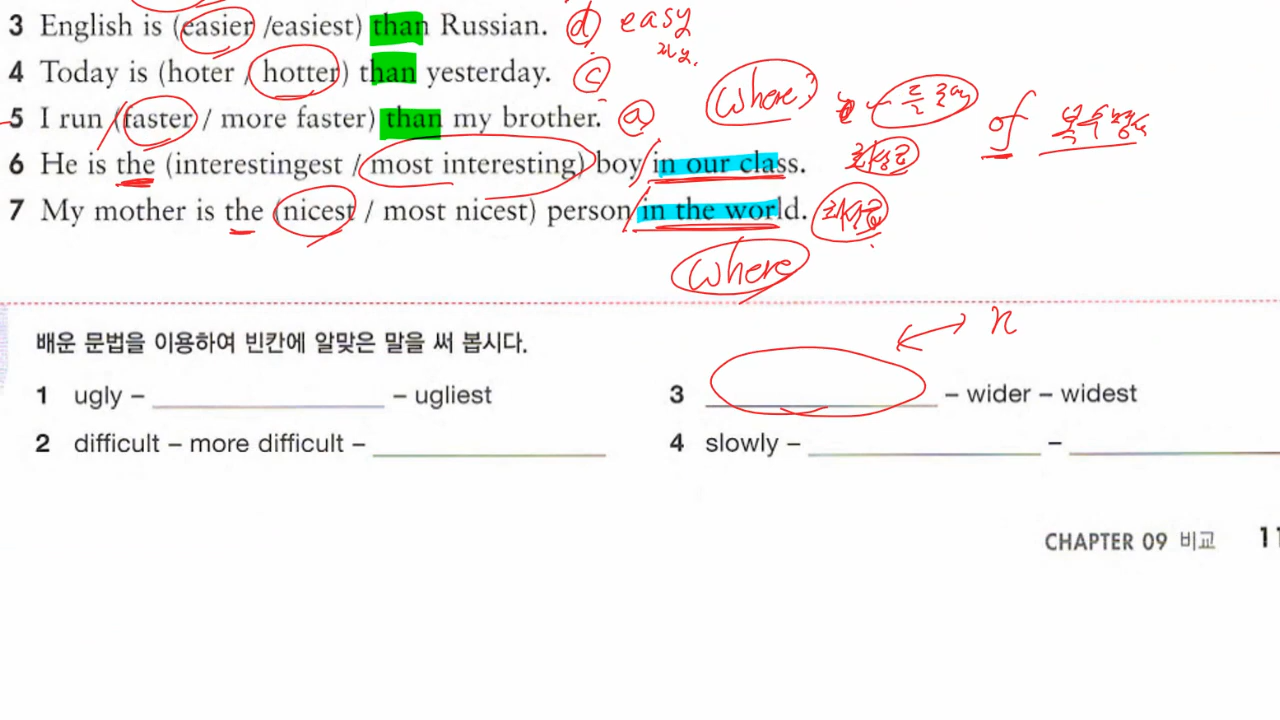 3 English is (easier /easiest) than Russian. ⓓ easy
4 Today is (hoter / hotter) than yesterday. ⓒ
where?
5 I run (faster / more faster) than my brother. ⓐ
of 복수명사
6 He is the (interestingest / most interesting) boy in our class. 최상급
7 My mother is the (nicest / most nicest) person in the world. 최상급
where
배운 문법을 이용하여 빈칸에 알맞은 말을 써 봅시다.
1 ugly – ____ – ugliest
2 difficult – more difficult – ____
3 ____ – wider – widest
4 slowly – ____ – ____
CHAPTER 09 비교